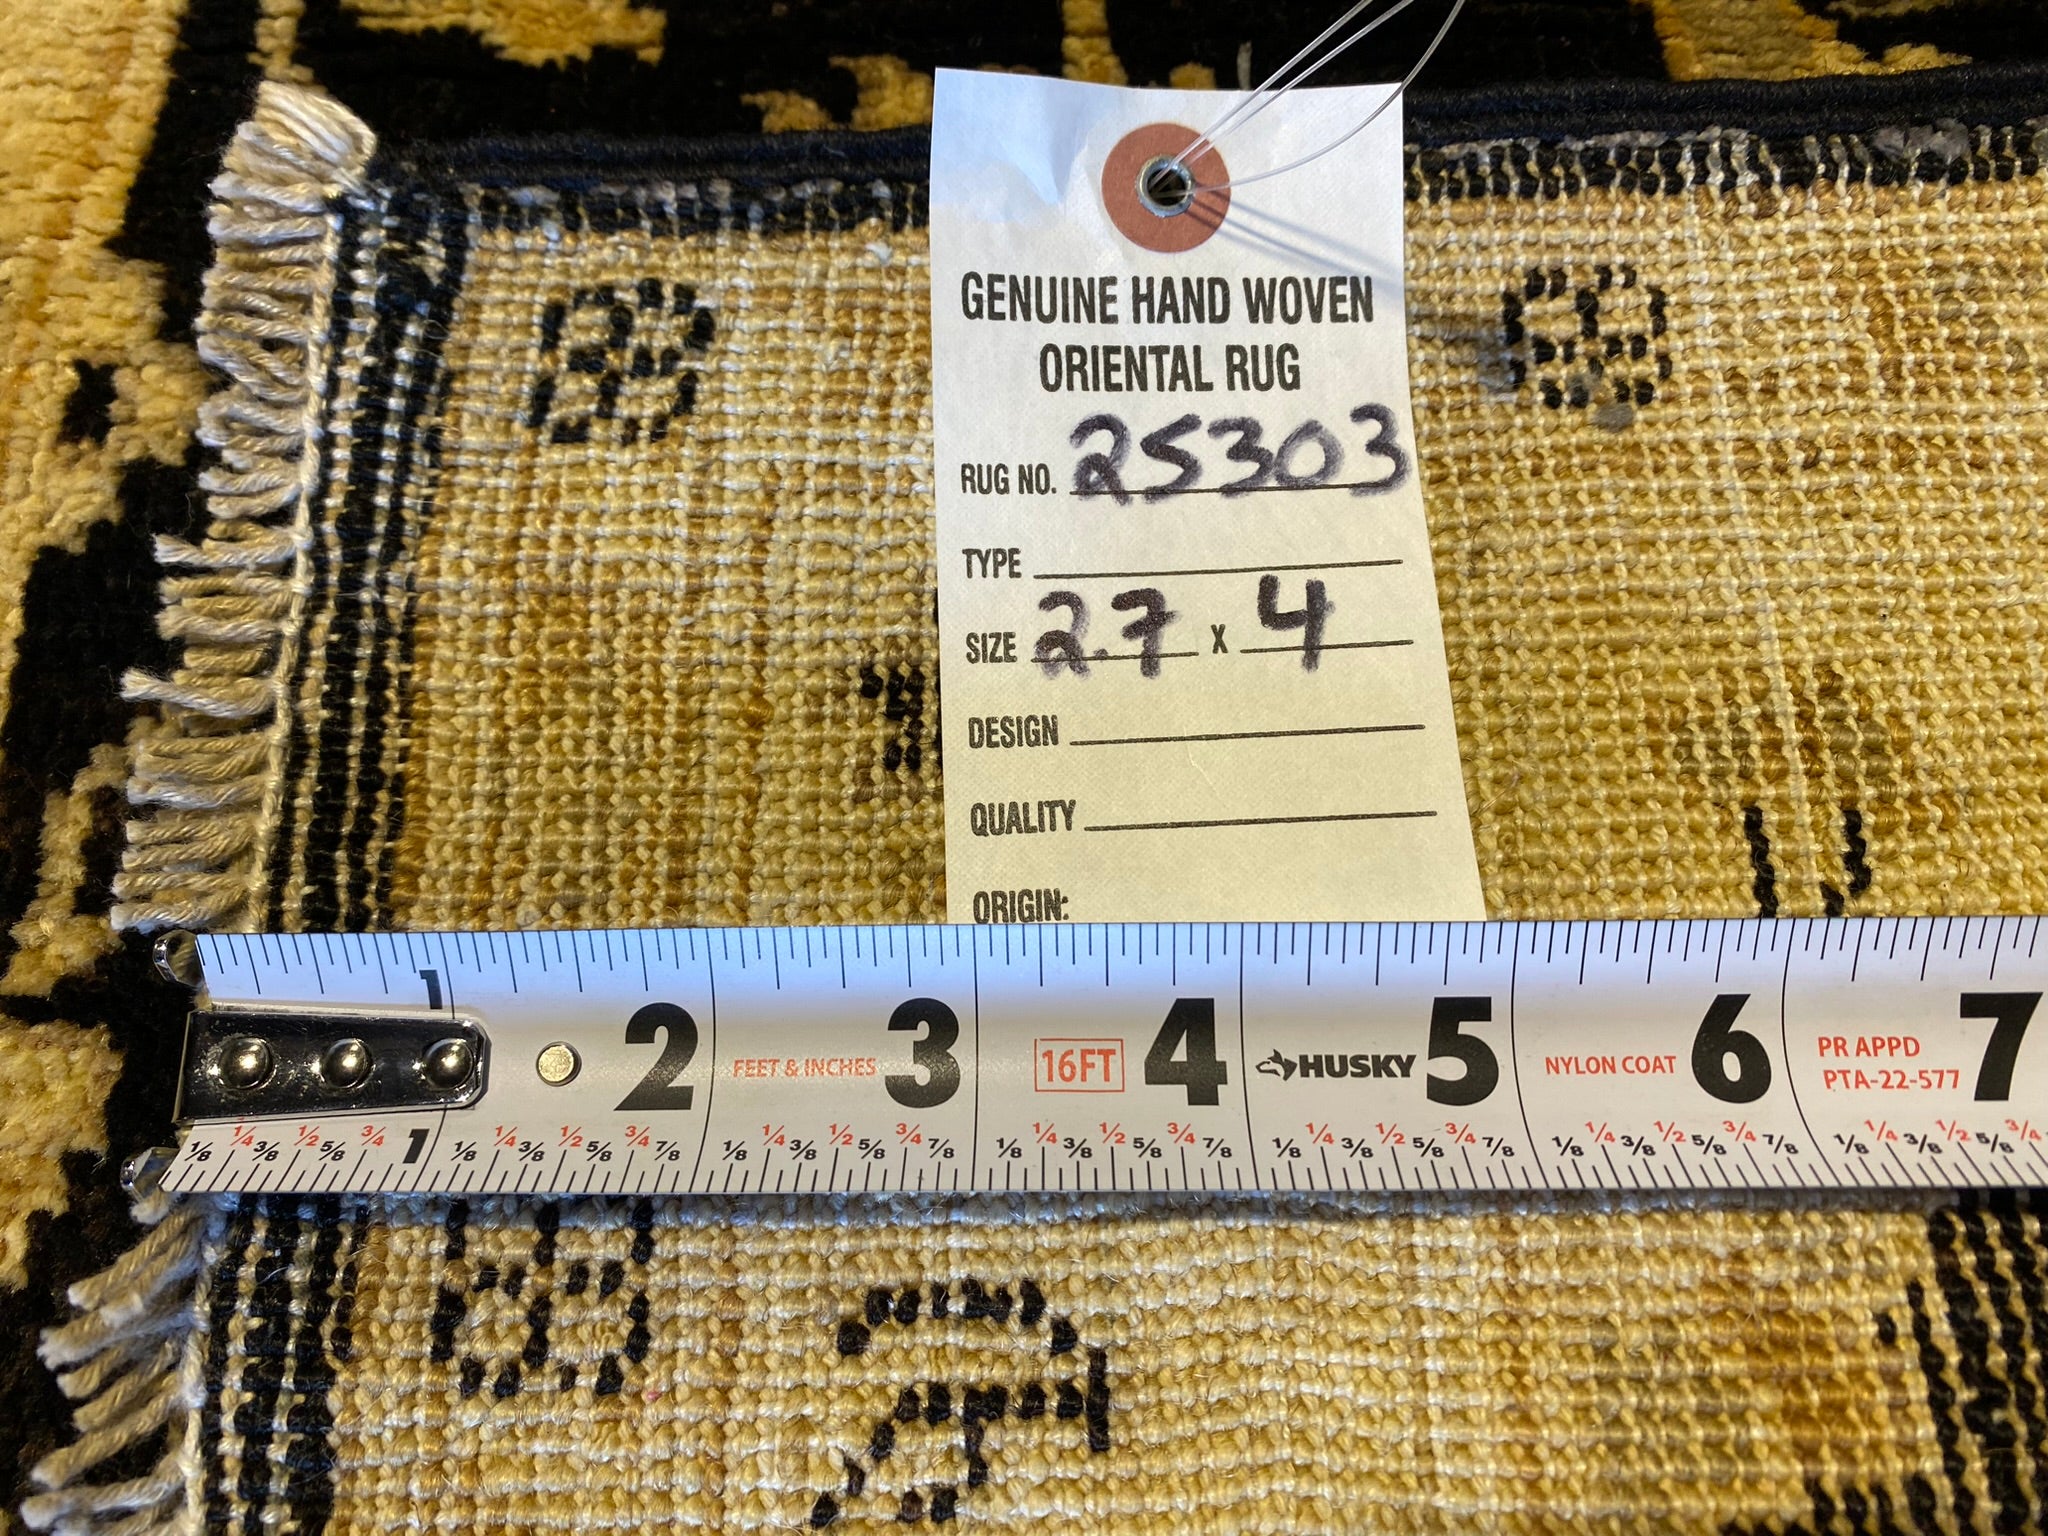 GENUINE HAND WOVEN
ORIENTAL RUG
RUG NO. 25303
TYPE
SIZE 2.7 X 4
DESIGN
QUALITY
ORIGIN:
1
2 3 4 5 6 7
FEET & INCHES 16FT HUSKY NYLON COAT PR APPD
PTA-22-577
1/8 1/4 3/8 1/2 5/8 3/4 1 1/8 1/4 3/8 1/2 5/8 3/4 7/8 1/8 1/4 3/8 1/2 5/8 3/4 7/8 1/8 1/4 3/8 1/2 5/8 3/4 7/8 1/8 1/4 3/8 1/2 5/8 3/4 7/8 1/8 1/4 3/8 1/2 5/8 3/4 7/8 1/8 1/4 3/8 1/2 5/8 3/4